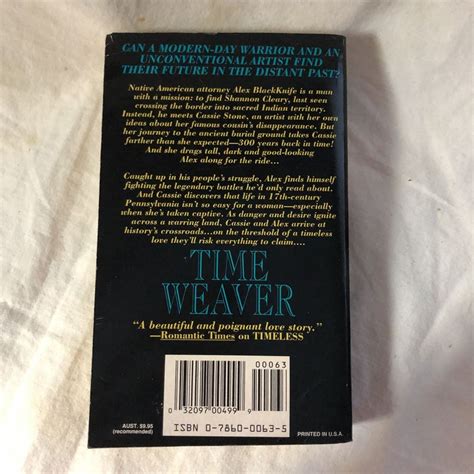 CAN A MODERN-DAY WARRIOR AND AN
UNCONVENTIONAL ARTIST FIND
THEIR FUTURE IN THE DISTANT PAST?
Native American attorney Alex BlackKnife is a man
with a mission: to find Shannon Cleary, last seen
crossing the border into sacred Indian territory.
Instead, he meets Cassie Stone, an artist with her own
ideas about her famous cousin's disappearance. But
her journey to the ancient burial ground takes Cassie
farther than she expected—300 years back in time!
And she drags tall, dark and good-looking
Alex along for the ride...
Caught up in his people's struggle, Alex finds himself
fighting the legendary battles he'd only read about.
And Cassie discovers that life in 17th-century
Pennsylvania isn't so easy for a woman—especially
when she's taken captive. As danger and desire ignite
across a warring land, Cassie and Alex arrive at
history's crossroads...on the threshold of a timeless
love they'll risk everything to claim....
TIME
WEAVER
"A beautiful and poignant love story."
—Romantic Times on TIMELESS
00063
0 32097 00499 9
AUST. $9.95
(recommended)
ISBN 0-7860-0063-5
PRINTED IN U.S.A.